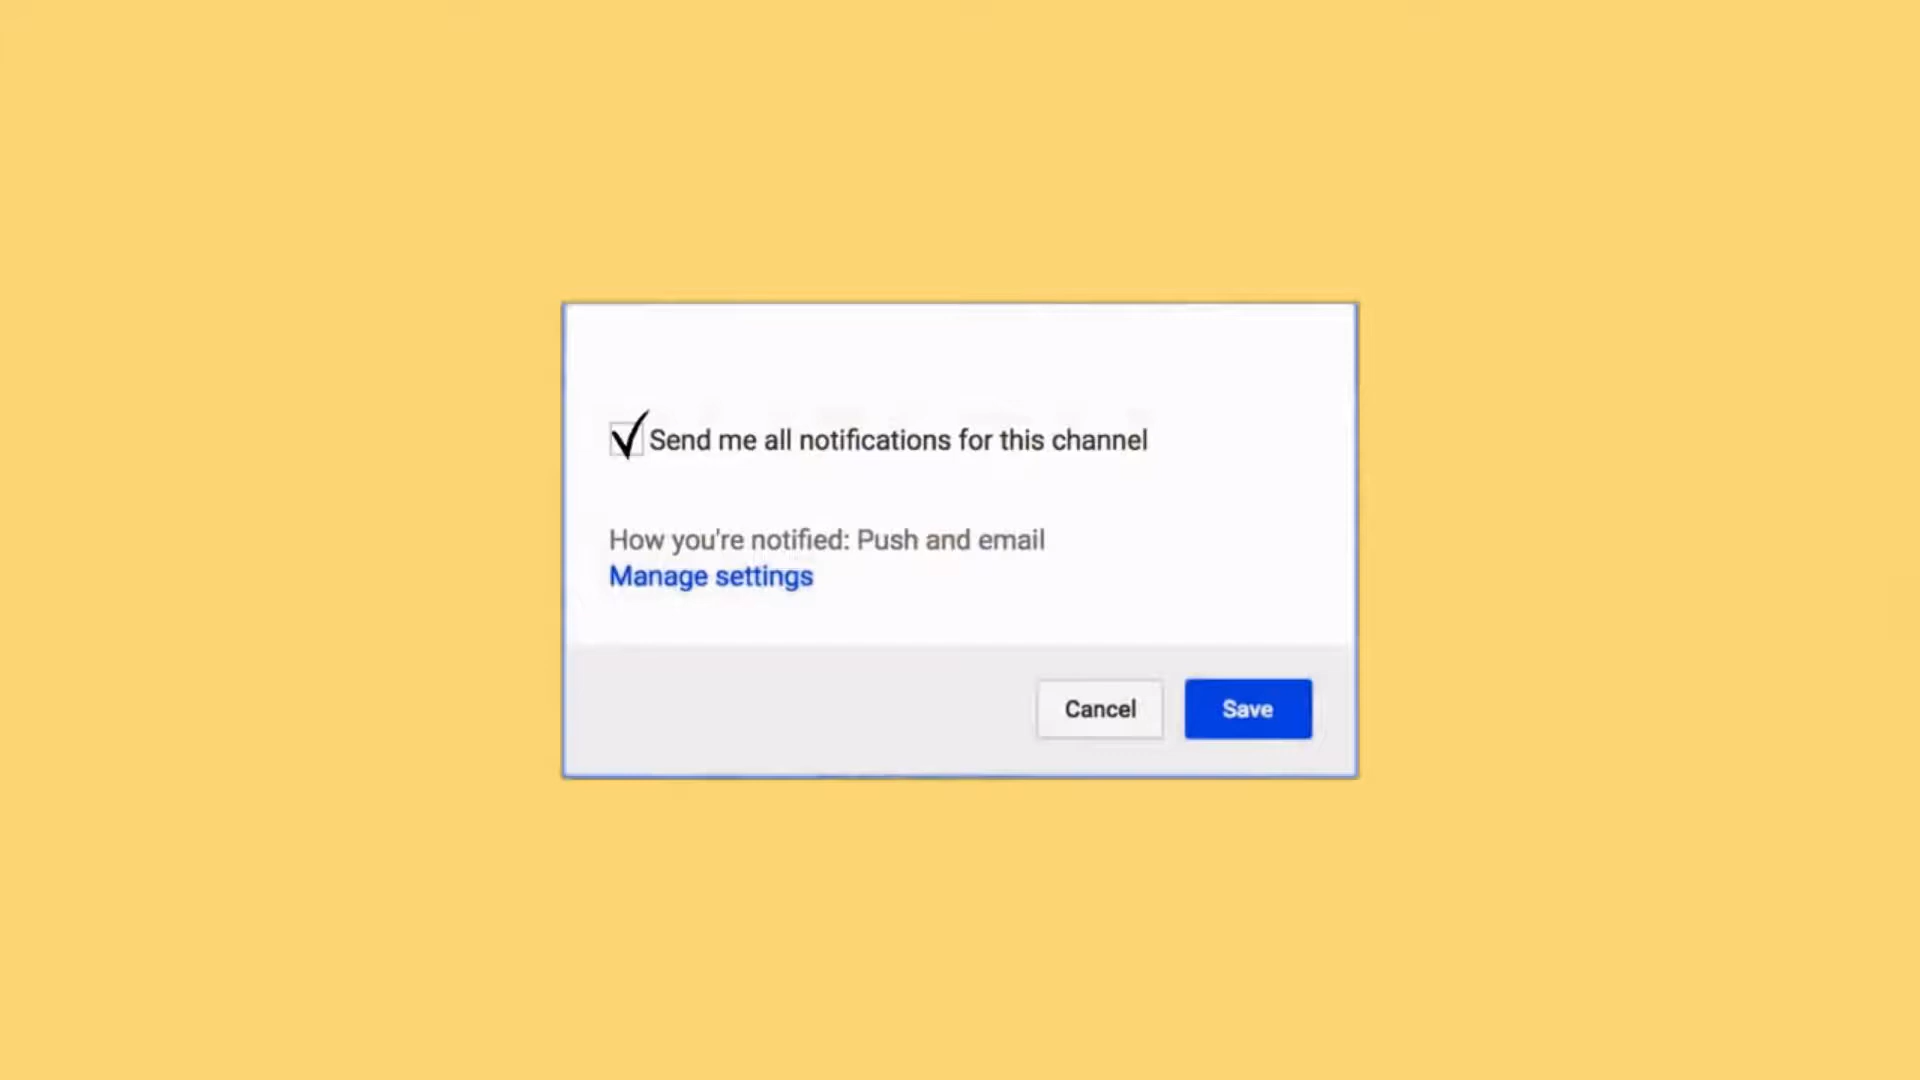 Send me all notifications for this channel
How you're notified: Push and email
Manage settings
Cancel
Save